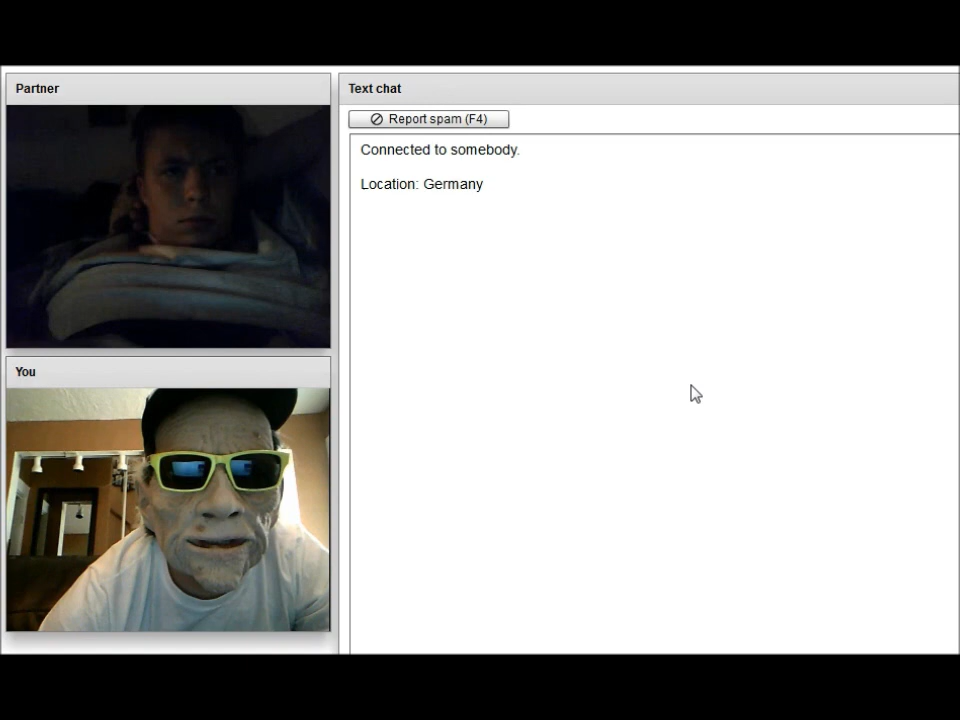 Partner
Text chat
Report spam (F4)
Connected to somebody.
Location: Germany
You